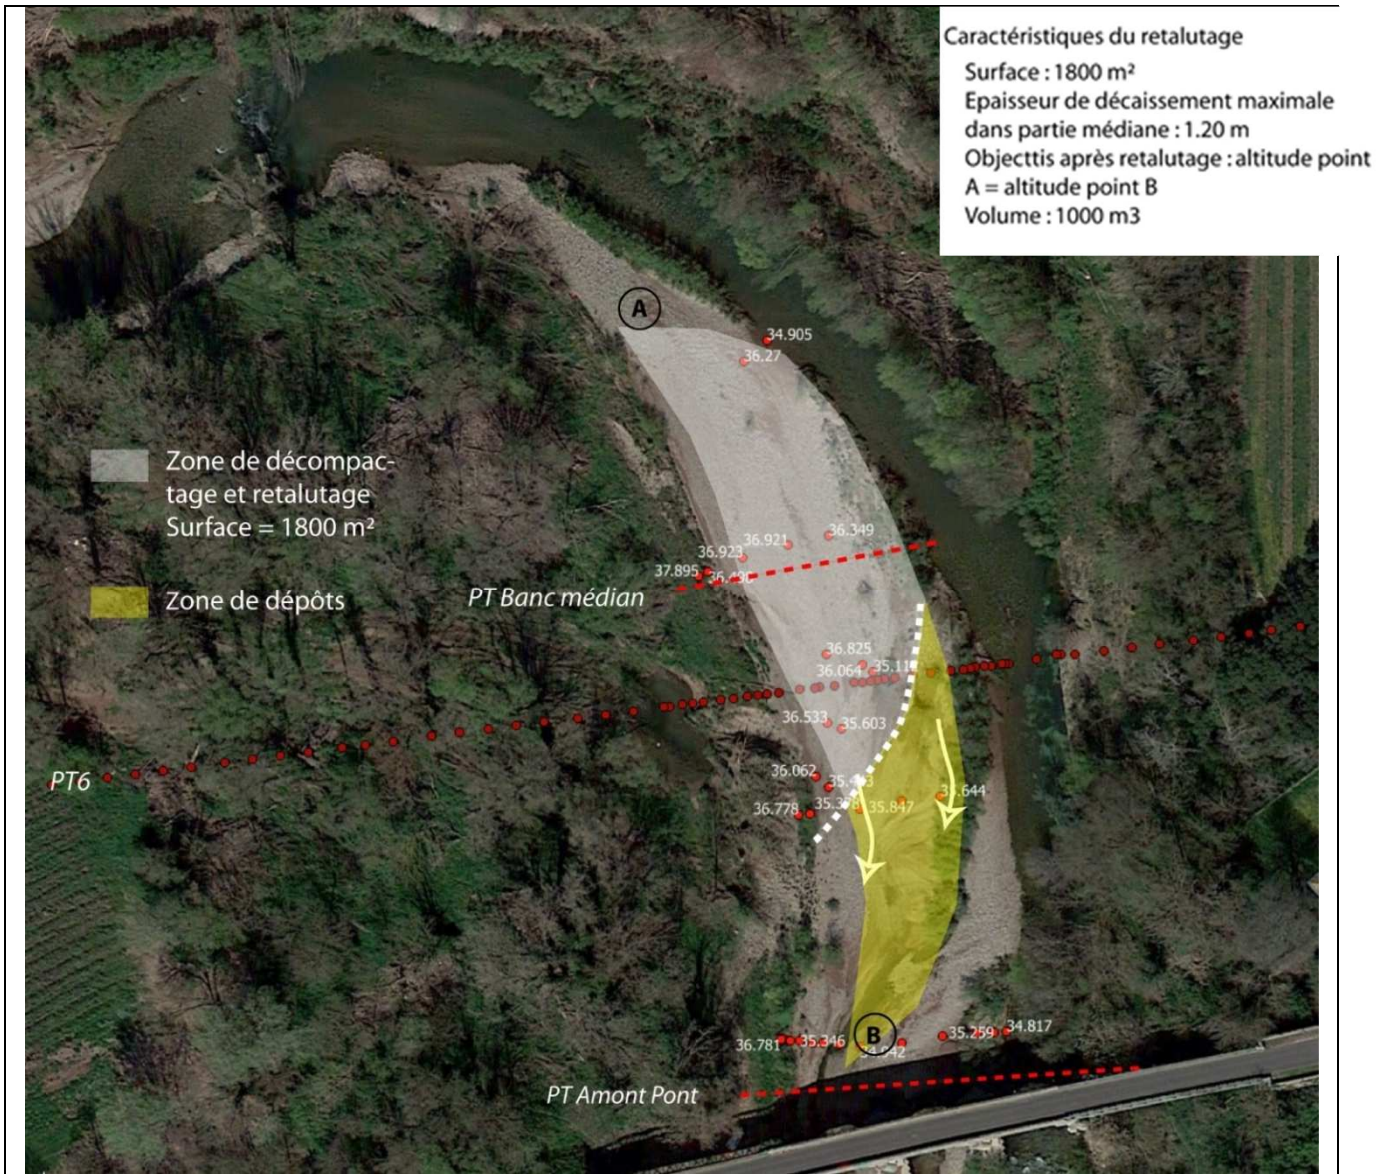 Caractéristiques du retalutage
Surface : 1800 m²
Epaisseur de décaissement maximale
dans partie médiane : 1.20 m
Objecttis après retalutage : altitude point
A = altitude point B
Volume : 1000 m3
A
34.905
36.27
Zone de décompac-
tage et retalutage
Surface = 1800 m²
36.349
36.921
36.923
37.895
Zone de dépôts
PT Banc médian
36.825
36.064
36.533
35.603
PT6
36.062
35.644
36.778
35.847
B
36.781
35.346
35.259
34.817
PT Amont Pont